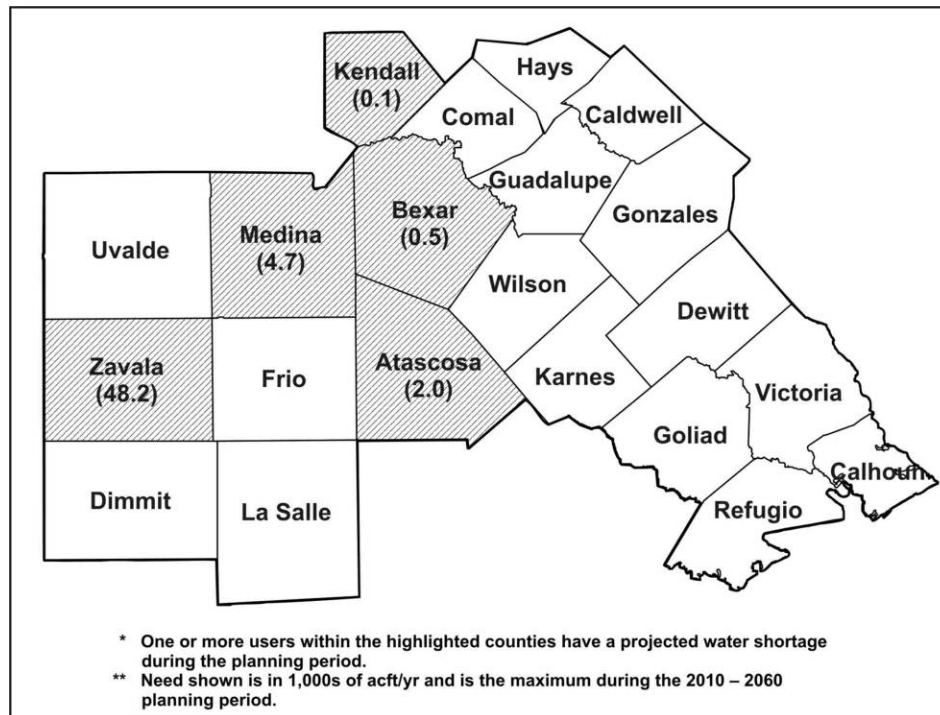 Hays
Kendall
(0.1)
Comal
Caldwell
Guadalupe
Bexar
(0.5)
Gonzales
Medina
(4.7)
Uvalde
Wilson
Dewitt
Zavala
(48.2)
Frio
Atascosa
(2.0)
Karnes
Victoria
Goliad
Calhoun
Dimmit
La Salle
Refugio
* One or more users within the highlighted counties have a projected water shortage
during the planning period.
** Need shown is in 1,000s of acft/yr and is the maximum during the 2010 – 2060
planning period.